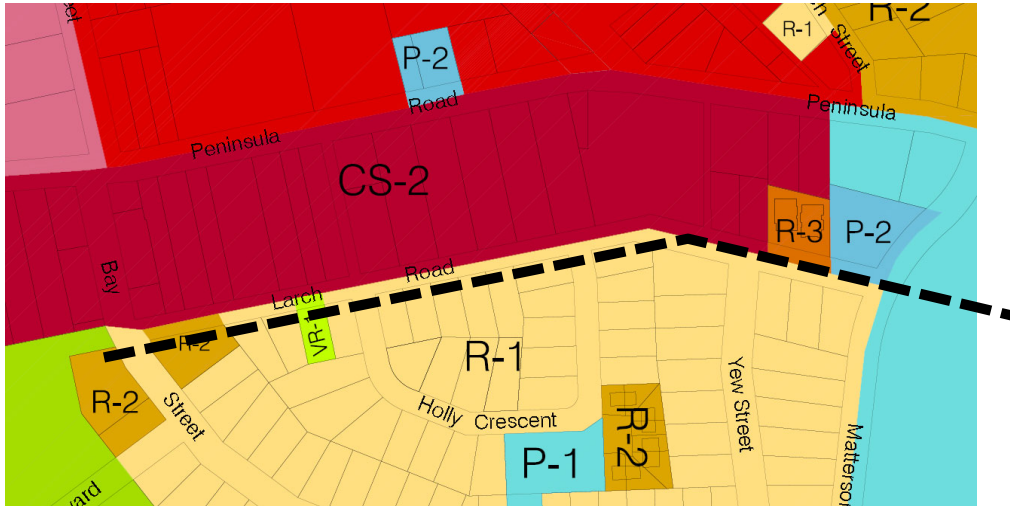 R-1
R-2
Street
P-2
Road
Peninsula
Peninsula
CS-2
R-3
P-2
Bay
Larch
Road
VR-1
R-2
R-1
R-2
Street
Holly Crescent
R-2
Yew Street
P-1
Matterson